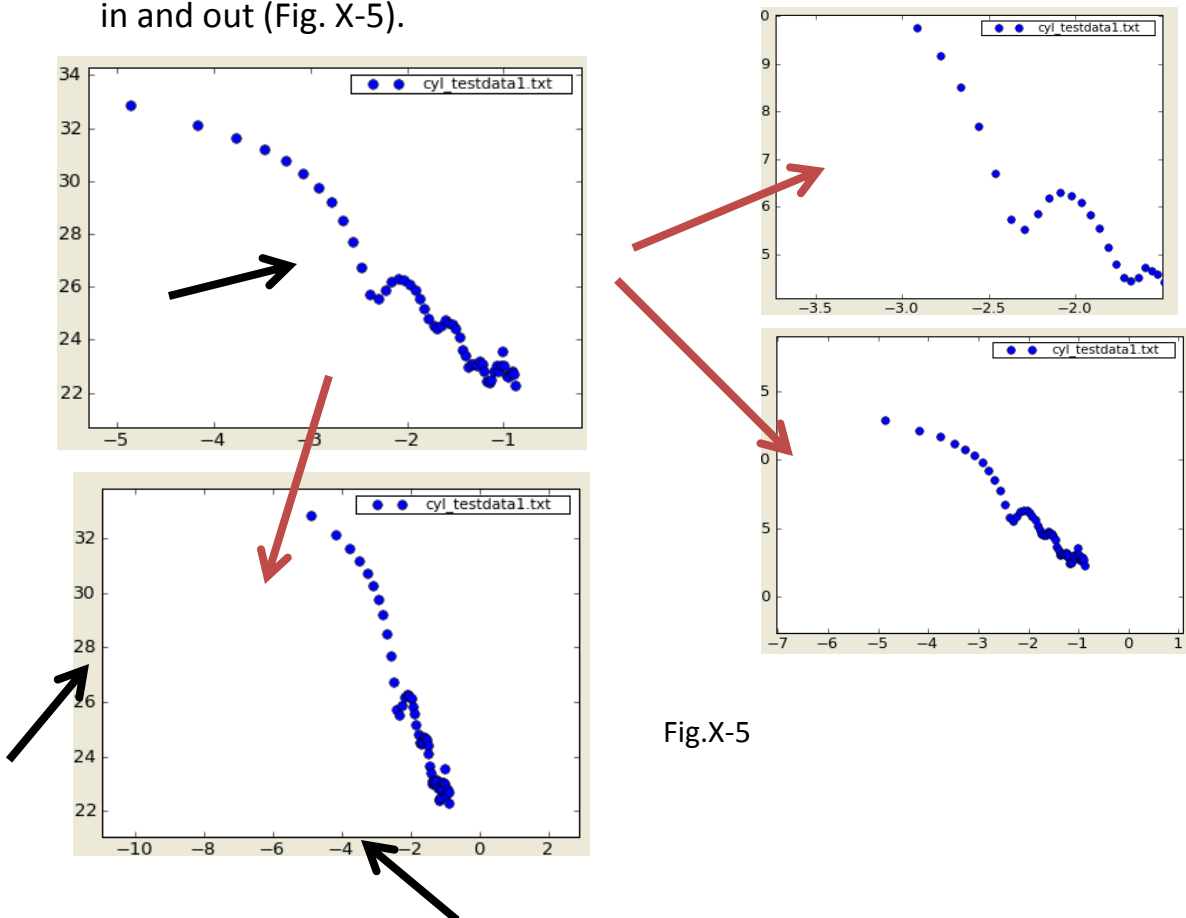 in and out (Fig. X-5).
cyl_testdata1.txt
34
32
30
28
26
24
22
−5 −4 −3 −2 −1
cyl_testdata1.txt
0
9
8
7
6
5
−3.5 −3.0 −2.5 −2.0
cyl_testdata1.txt
5
0
5
0
−7 −6 −5 −4 −3 −2 −1 0 1
cyl_testdata1.txt
32
30
28
26
24
22
−10 −8 −6 −4 −2 0 2
Fig.X-5